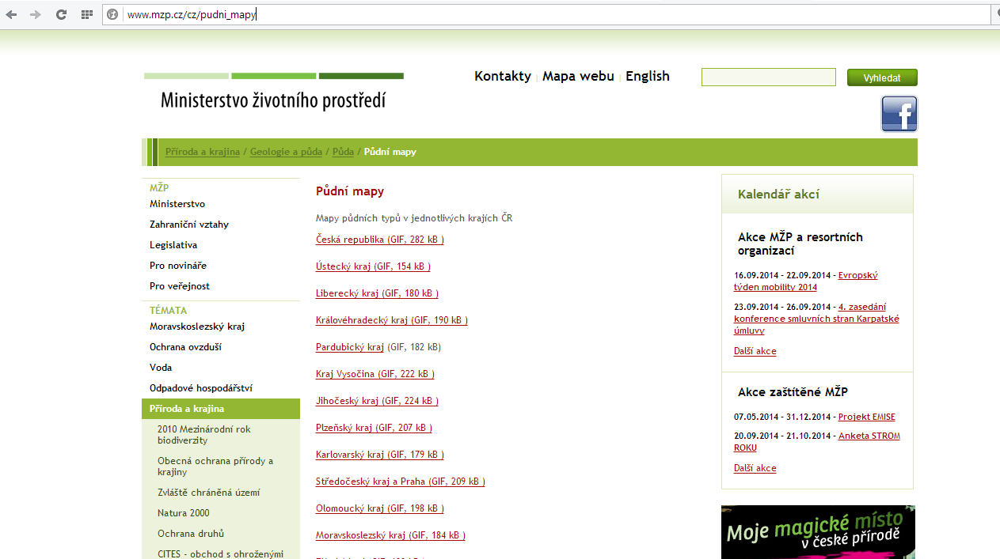 www.mzp.cz/cz/pudni_mapy
Kontakty | Mapa webu | English
Vyhledat
Ministerstvo životního prostředí
Příroda a krajina / Geologie a půda / Půda / Půdní mapy
MŽP
Ministerstvo
Zahraniční vztahy
Legislativa
Pro novináře
Pro veřejnost
TÉMATA
Moravskoslezský kraj
Ochrana ovzduší
Voda
Odpadové hospodářství
Příroda a krajina
2010 Mezinárodní rok
biodiverzity
Obecná ochrana přírody a
krajiny
Zvláště chráněná území
Natura 2000
Ochrana druhů
CITES - obchod s ohroženými
Půdní mapy
Mapy půdních typů v jednotlivých krajích ČR
Česká republika (GIF, 282 kB )
Ústecký kraj (GIF, 154 kB )
Liberecký kraj (GIF, 180 kB )
Královéhradecký kraj (GIF, 190 kB )
Pardubický kraj (GIF, 182 kB)
Kraj Vysočina (GIF, 222 kB )
Jihočeský kraj (GIF, 224 kB )
Plzeňský kraj (GIF, 207 kB )
Karlovarský kraj (GIF, 179 kB )
Středočeský kraj a Praha (GIF, 209 kB )
Olomoucký kraj (GIF, 198 kB )
Moravskoslezský kraj (GIF, 184 kB )
Kalendář akcí
Akce MŽP a resortních
organizací
16.09.2014 - 22.09.2014 - Evropský
týden mobility 2014
23.09.2014 - 26.09.2014 - 4. zasedání
konference smluvních stran Karpatské
úmluvy
Další akce
Akce zaštítěné MŽP
07.05.2014 - 31.12.2014 - Projekt EMISE
20.09.2014 - 21.10.2014 - Anketa STROM
ROKU
Další akce
Moje magické místo
v české přírodě